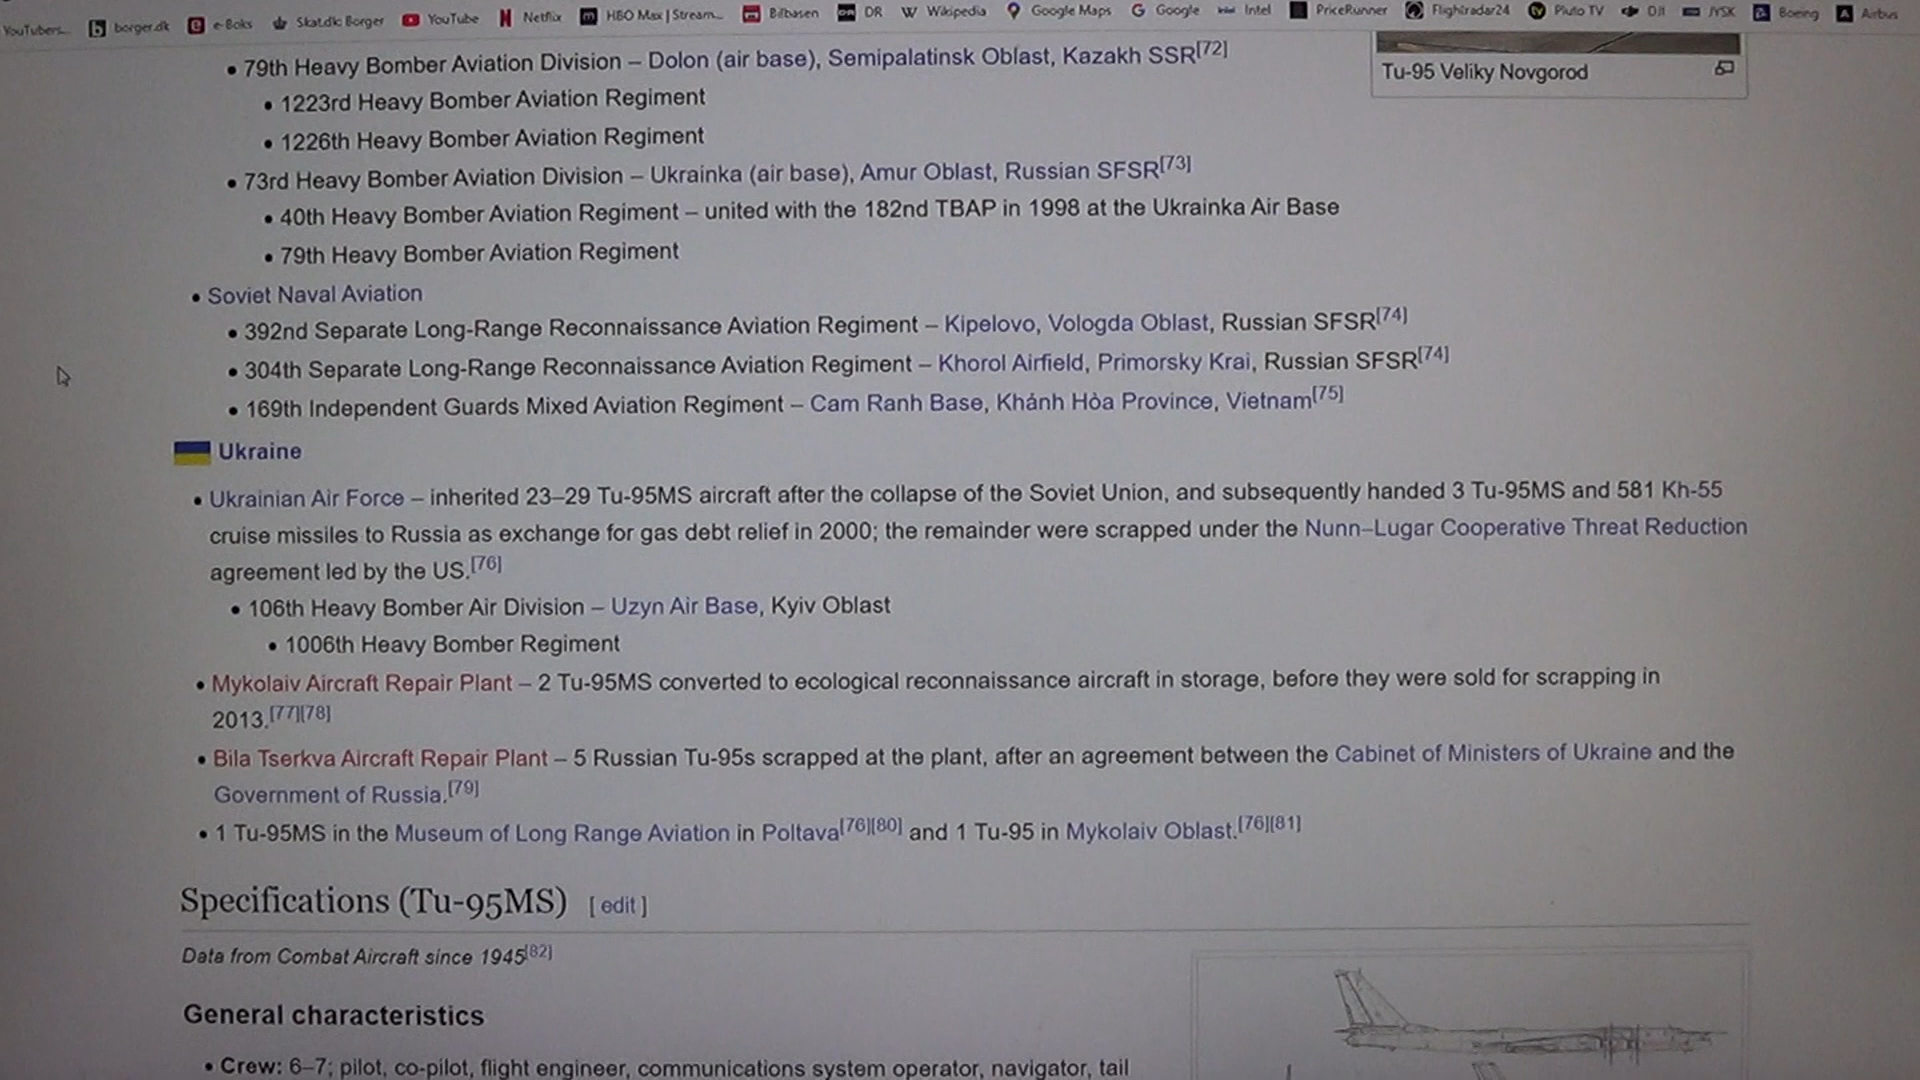 YouTubers... borger.dk e-Boks Skat.dk: Borger YouTube Netflix HBO Max | Stream... Bilbasen DR Wikipedia Google Maps Google Intel PriceRunner Flightradar24 Pluto TV DJI JYSK Boeing Airbus
• 79th Heavy Bomber Aviation Division – Dolon (air base), Semipalatinsk Oblast, Kazakh SSR[72]
Tu-95 Veliky Novgorod
• 1223rd Heavy Bomber Aviation Regiment
• 1226th Heavy Bomber Aviation Regiment
• 73rd Heavy Bomber Aviation Division – Ukrainka (air base), Amur Oblast, Russian SFSR[73]
• 40th Heavy Bomber Aviation Regiment – united with the 182nd TBAP in 1998 at the Ukrainka Air Base
• 79th Heavy Bomber Aviation Regiment
• Soviet Naval Aviation
• 392nd Separate Long-Range Reconnaissance Aviation Regiment – Kipelovo, Vologda Oblast, Russian SFSR[74]
• 304th Separate Long-Range Reconnaissance Aviation Regiment – Khorol Airfield, Primorsky Krai, Russian SFSR[74]
• 169th Independent Guards Mixed Aviation Regiment – Cam Ranh Base, Khánh Hòa Province, Vietnam[75]
Ukraine
• Ukrainian Air Force – inherited 23–29 Tu-95MS aircraft after the collapse of the Soviet Union, and subsequently handed 3 Tu-95MS and 581 Kh-55
cruise missiles to Russia as exchange for gas debt relief in 2000; the remainder were scrapped under the Nunn–Lugar Cooperative Threat Reduction
agreement led by the US.[76]
• 106th Heavy Bomber Air Division – Uzyn Air Base, Kyiv Oblast
• 1006th Heavy Bomber Regiment
• Mykolaiv Aircraft Repair Plant – 2 Tu-95MS converted to ecological reconnaissance aircraft in storage, before they were sold for scrapping in
2013.[77][78]
• Bila Tserkva Aircraft Repair Plant – 5 Russian Tu-95s scrapped at the plant, after an agreement between the Cabinet of Ministers of Ukraine and the
Government of Russia.[79]
• 1 Tu-95MS in the Museum of Long Range Aviation in Poltava[76][80] and 1 Tu-95 in Mykolaiv Oblast.[76][81]
Specifications (Tu-95MS) [ edit ]
Data from Combat Aircraft since 1945[82]
General characteristics
• Crew: 6–7; pilot, co-pilot, flight engineer, communications system operator, navigator, tail